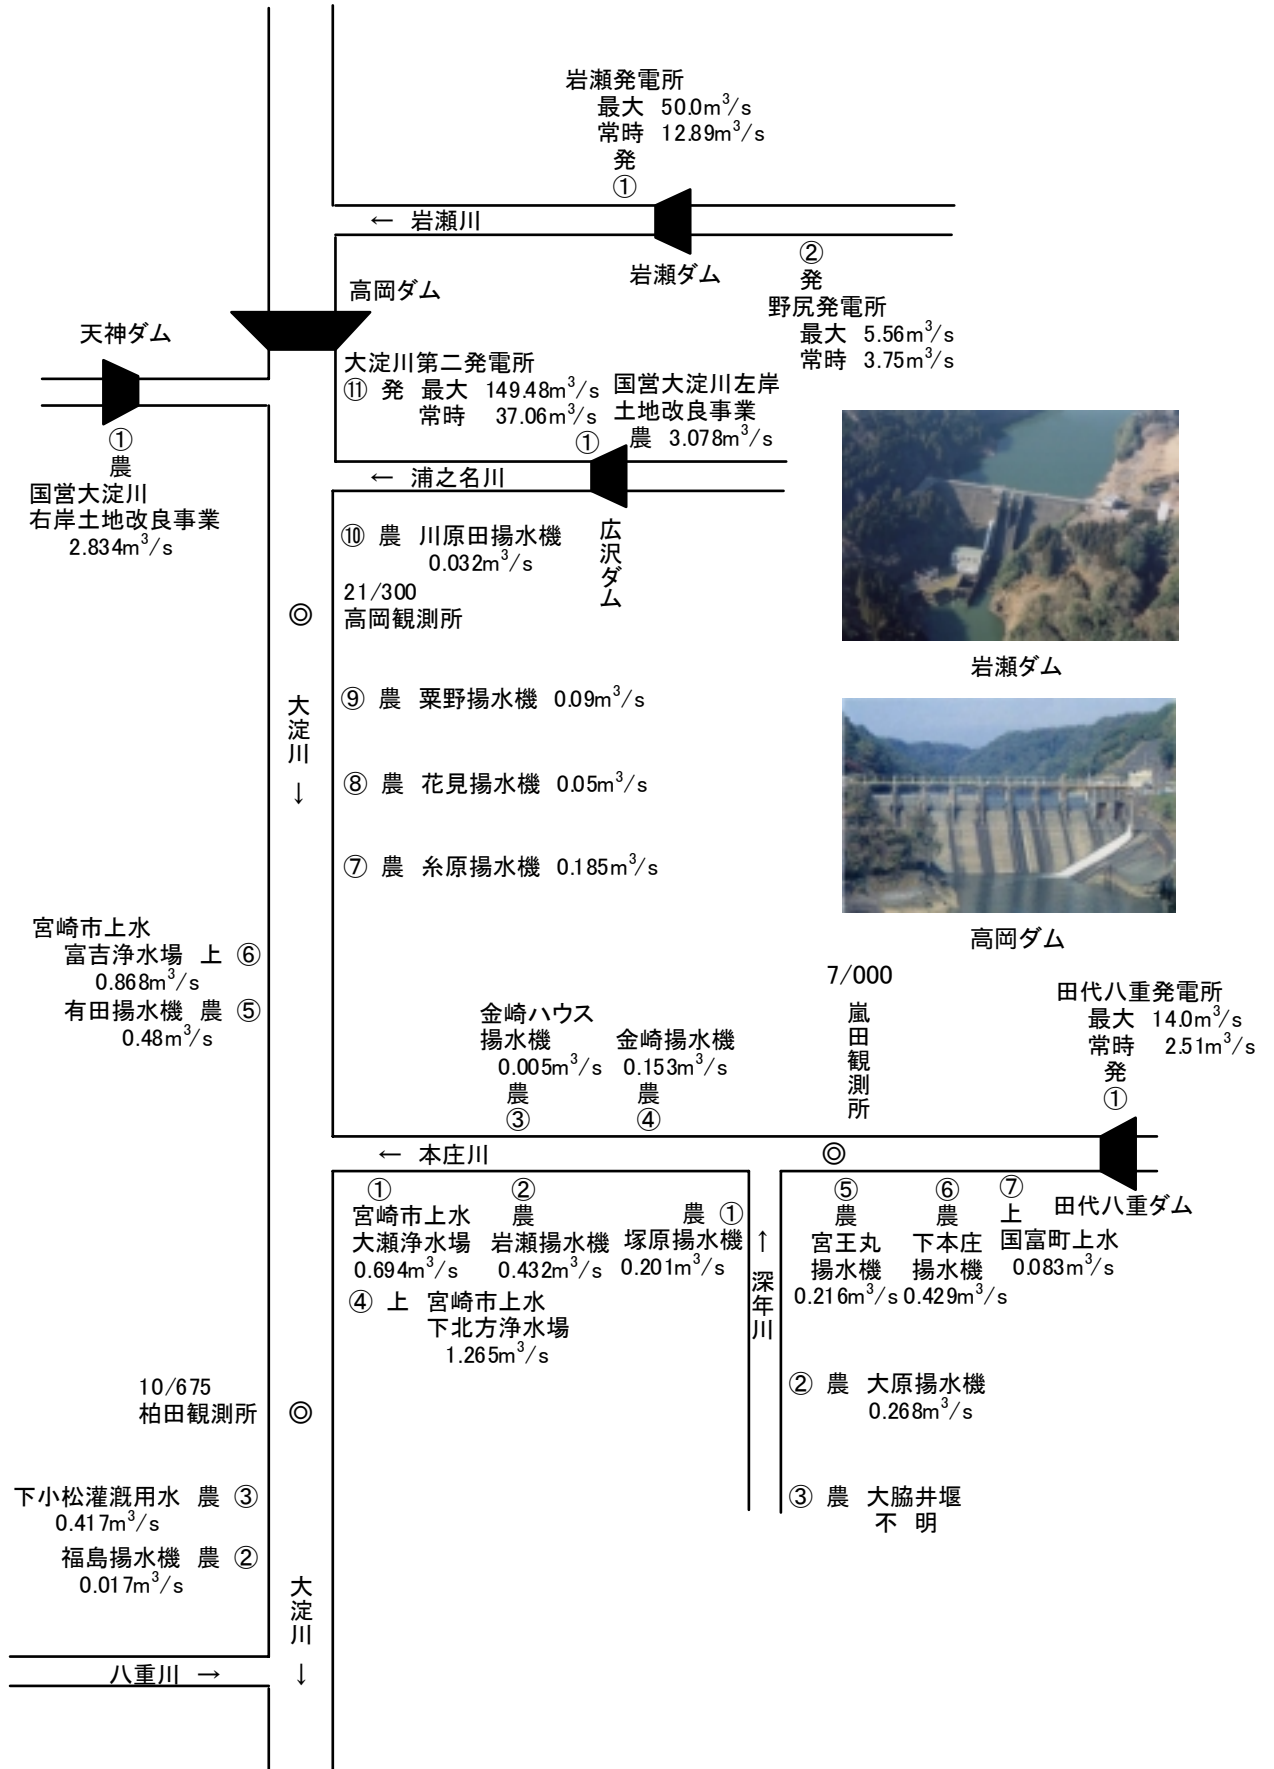 岩瀬発電所
最大 50.0m³/s
常時 12.89m³/s
発
①
← 岩瀬川
岩瀬ダム
②
発
野尻発電所
最大 5.56m³/s
常時 3.75m³/s
高岡ダム
天神ダム
①
農
国営大淀川
右岸土地改良事業
2.834m³/s
大淀川第二発電所
⑪ 発 最大 149.48m³/s
常時 37.06m³/s
国営大淀川左岸
土地改良事業
農 3.078m³/s
①
← 浦之名川
広沢ダム
⑩ 農 川原田揚水機
0.032m³/s
21/300
高岡観測所
◎
岩瀬ダム
大淀川 ↓
⑨ 農 粟野揚水機 0.09m³/s
⑧ 農 花見揚水機 0.05m³/s
⑦ 農 糸原揚水機 0.185m³/s
高岡ダム
宮崎市上水
富吉浄水場 上 ⑥
0.868m³/s
有田揚水機 農 ⑤
0.48m³/s
金崎ハウス
揚水機
0.005m³/s
農
③
金崎揚水機
0.153m³/s
農
④
7/000
嵐田観測所
◎
田代八重発電所
最大 14.0m³/s
常時 2.51m³/s
発
①
← 本庄川
田代八重ダム
①
宮崎市上水
大瀬浄水場
0.694m³/s
②
農
岩瀬揚水機
0.432m³/s
農 ①
塚原揚水機
0.201m³/s
↑ 深年川
⑤
農
宮王丸
揚水機
0.216m³/s
⑥
農
下本庄
揚水機
0.429m³/s
⑦
上
国富町上水
0.083m³/s
④ 上 宮崎市上水
下北方浄水場
1.265m³/s
② 農 大原揚水機
0.268m³/s
10/675
柏田観測所
◎
③ 農 大脇井堰
不 明
下小松灌漑用水 農 ③
0.417m³/s
福島揚水機 農 ②
0.017m³/s
大淀川 ↓
八重川 →